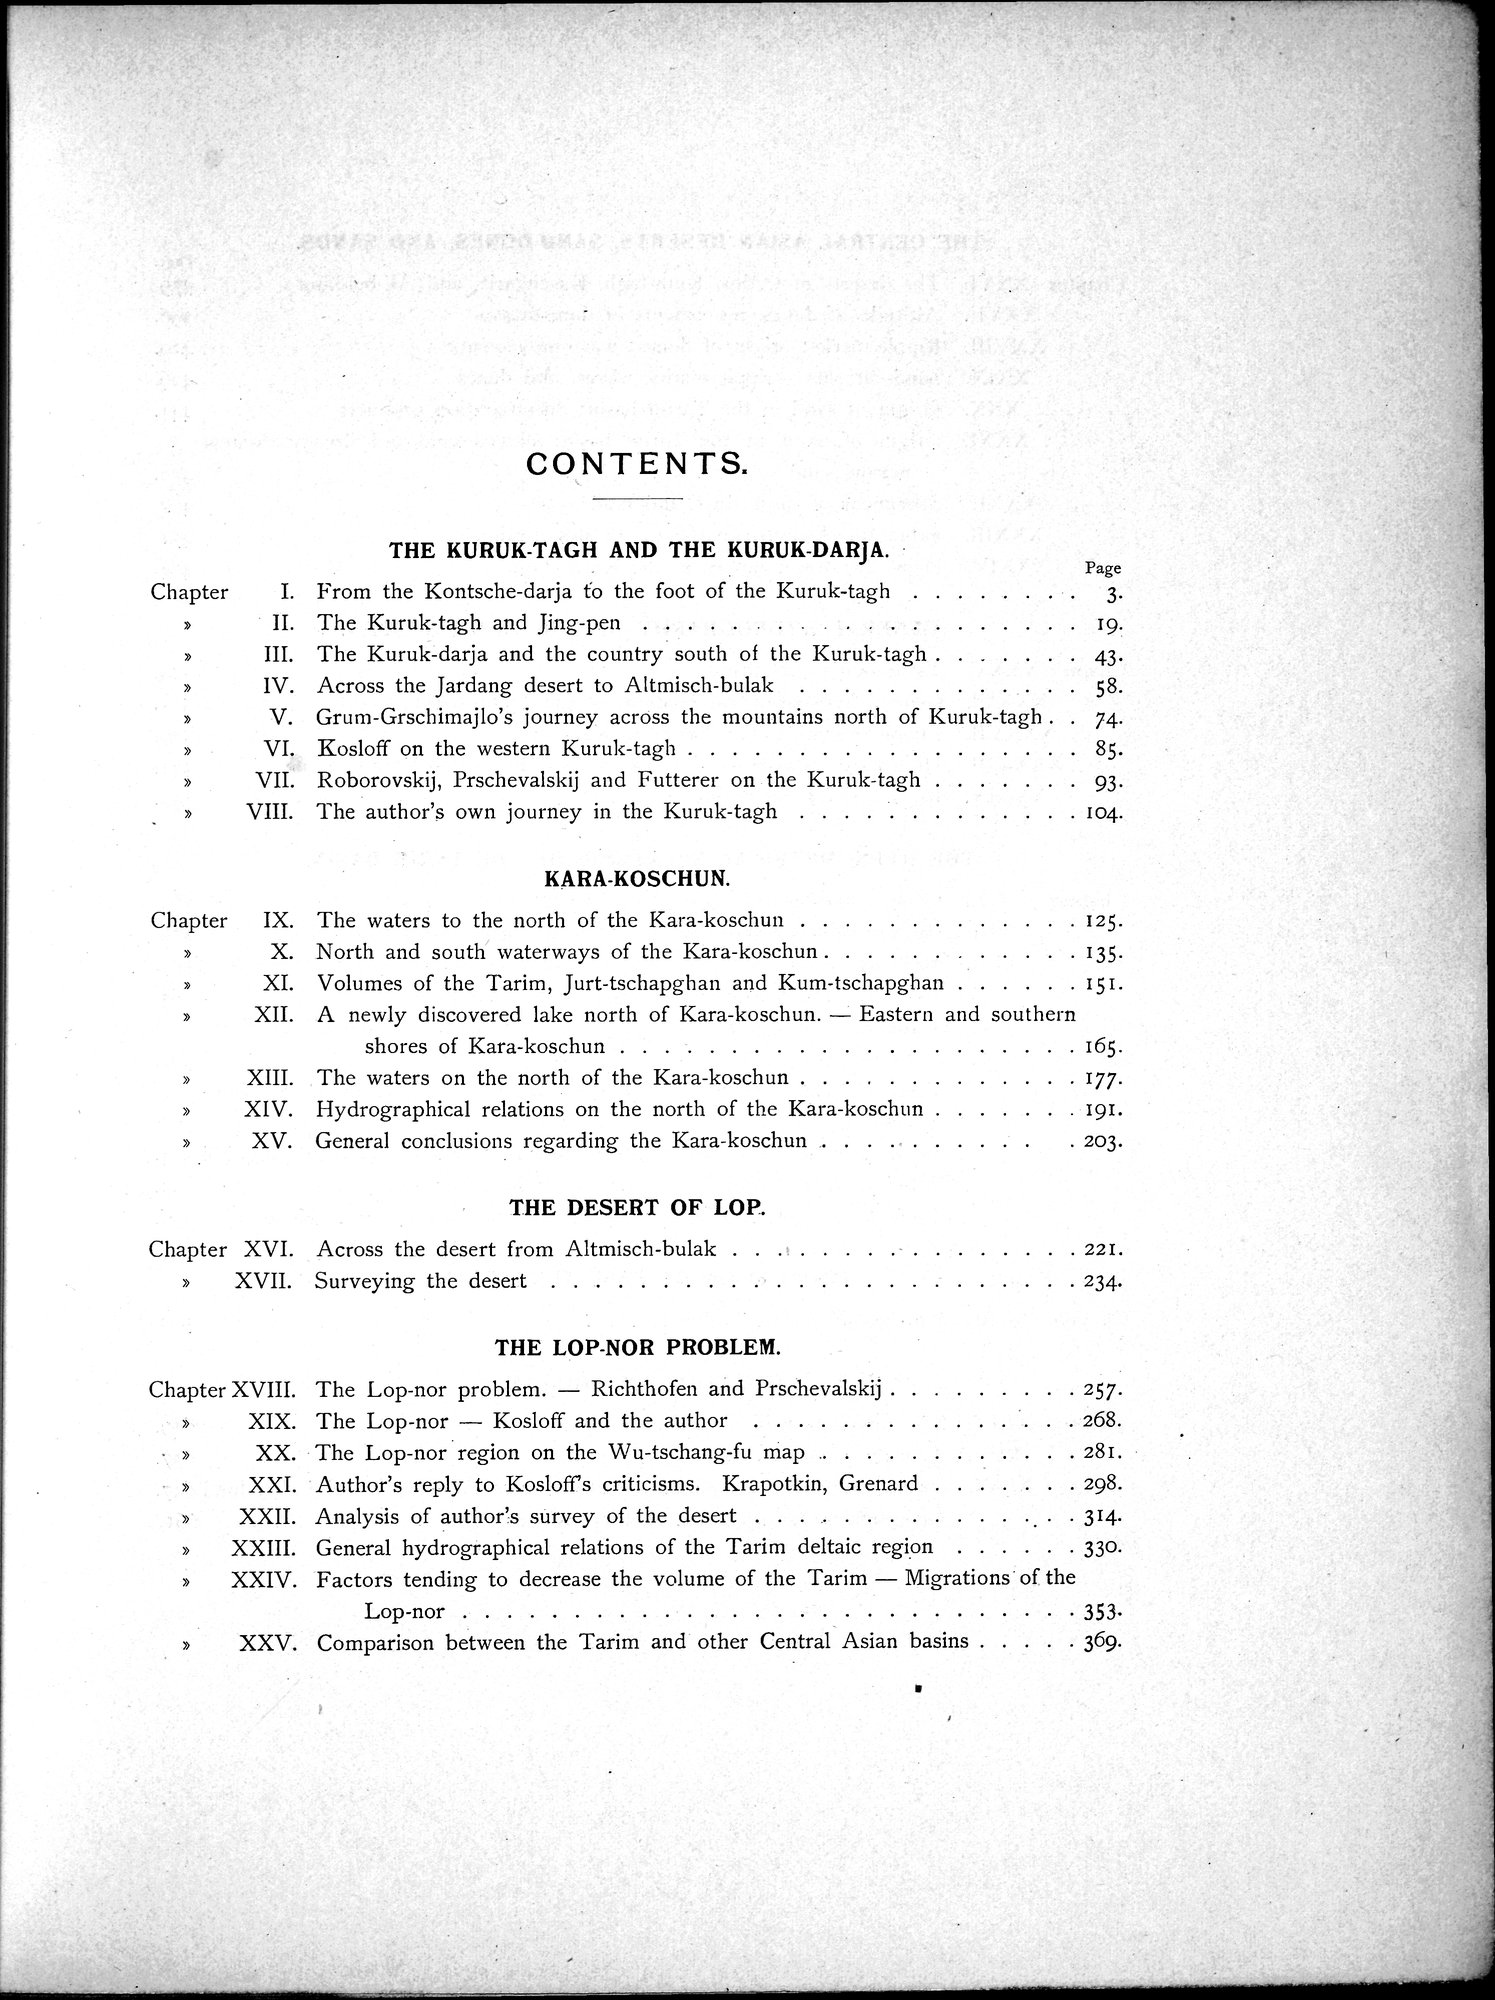 CONTENTS.
THE KURUK-TAGH AND THE KURUK-DARJA.
Page
Chapter I. From the Kontsche-darja to the foot of the Kuruk-tagh . . . . . . . . 3.
» II. The Kuruk-tagh and Jing-pen . . . . . . . . . . . . . . . . . . . . 19.
» III. The Kuruk-darja and the country south of the Kuruk-tagh . . . . . . . 43.
» IV. Across the Jardang desert to Altmisch-bulak . . . . . . . . . . . . . 58.
» V. Grum-Grschimajlo's journey across the mountains north of Kuruk-tagh . . 74.
» VI. Kosloff on the western Kuruk-tagh . . . . . . . . . . . . . . . . . . 85.
» VII. Roborovskij, Prschevalskij and Futterer on the Kuruk-tagh . . . . . . . 93.
» VIII. The author's own journey in the Kuruk-tagh . . . . . . . . . . . . . 104.
KARA-KOSCHUN.
Chapter IX. The waters to the north of the Kara-koschun . . . . . . . . . . . . . 125.
» X. North and south waterways of the Kara-koschun . . . . . . . . . . . . 135.
» XI. Volumes of the Tarim, Jurt-tschapghan and Kum-tschapghan . . . . . . 151.
» XII. A newly discovered lake north of Kara-koschun. — Eastern and southern
shores of Kara-koschun . . . . . . . . . . . . . . . . . . . . . 165.
» XIII. The waters on the north of the Kara-koschun . . . . . . . . . . . . . 177.
» XIV. Hydrographical relations on the north of the Kara-koschun . . . . . . . 191.
» XV. General conclusions regarding the Kara-koschun . . . . . . . . . . . 203.
THE DESERT OF LOP.
Chapter XVI. Across the desert from Altmisch-bulak . . . . . . . . . . . . . . . . 221.
» XVII. Surveying the desert . . . . . . . . . . . . . . . . . . . . . . . . 234.
THE LOP-NOR PROBLEM.
Chapter XVIII. The Lop-nor problem. — Richthofen and Prschevalskij . . . . . . . . . 257.
» XIX. The Lop-nor — Kosloff and the author . . . . . . . . . . . . . . . 268.
» XX. The Lop-nor region on the Wu-tschang-fu map . . . . . . . . . . . . 281.
» XXI. Author's reply to Kosloff's criticisms. Krapotkin, Grenard . . . . . . . 298.
» XXII. Analysis of author's survey of the desert . . . . . . . . . . . . . . . 314.
» XXIII. General hydrographical relations of the Tarim deltaic region . . . . . . 330.
» XXIV. Factors tending to decrease the volume of the Tarim — Migrations of the
Lop-nor . . . . . . . . . . . . . . . . . . . . . . . . . . . . 353.
» XXV. Comparison between the Tarim and other Central Asian basins . . . . . 369.